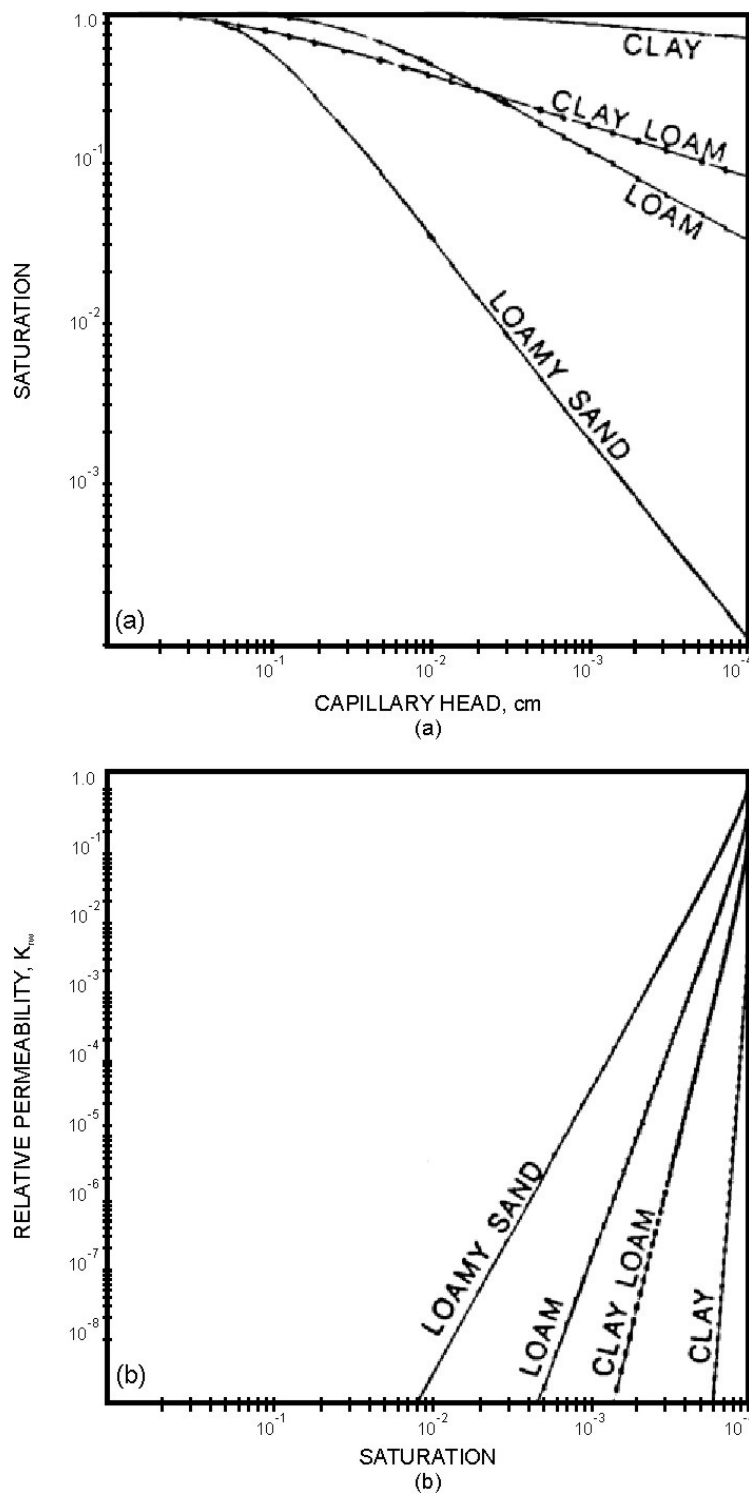 1.0
10-1
10-2
10-3
SATURATION
CLAY
CLAY LOAM
LOAM
LOAMY SAND
(a)
10-1
10-2
10-3
10-4
CAPILLARY HEAD, cm
(a)
1.0
10-1
10-2
10-3
10-4
10-5
10-6
10-7
10-8
RELATIVE PERMEABILITY, Krw
LOAMY SAND
LOAM
CLAY LOAM
CLAY
(b)
10-1
10-2
10-3
SATURATION
(b)